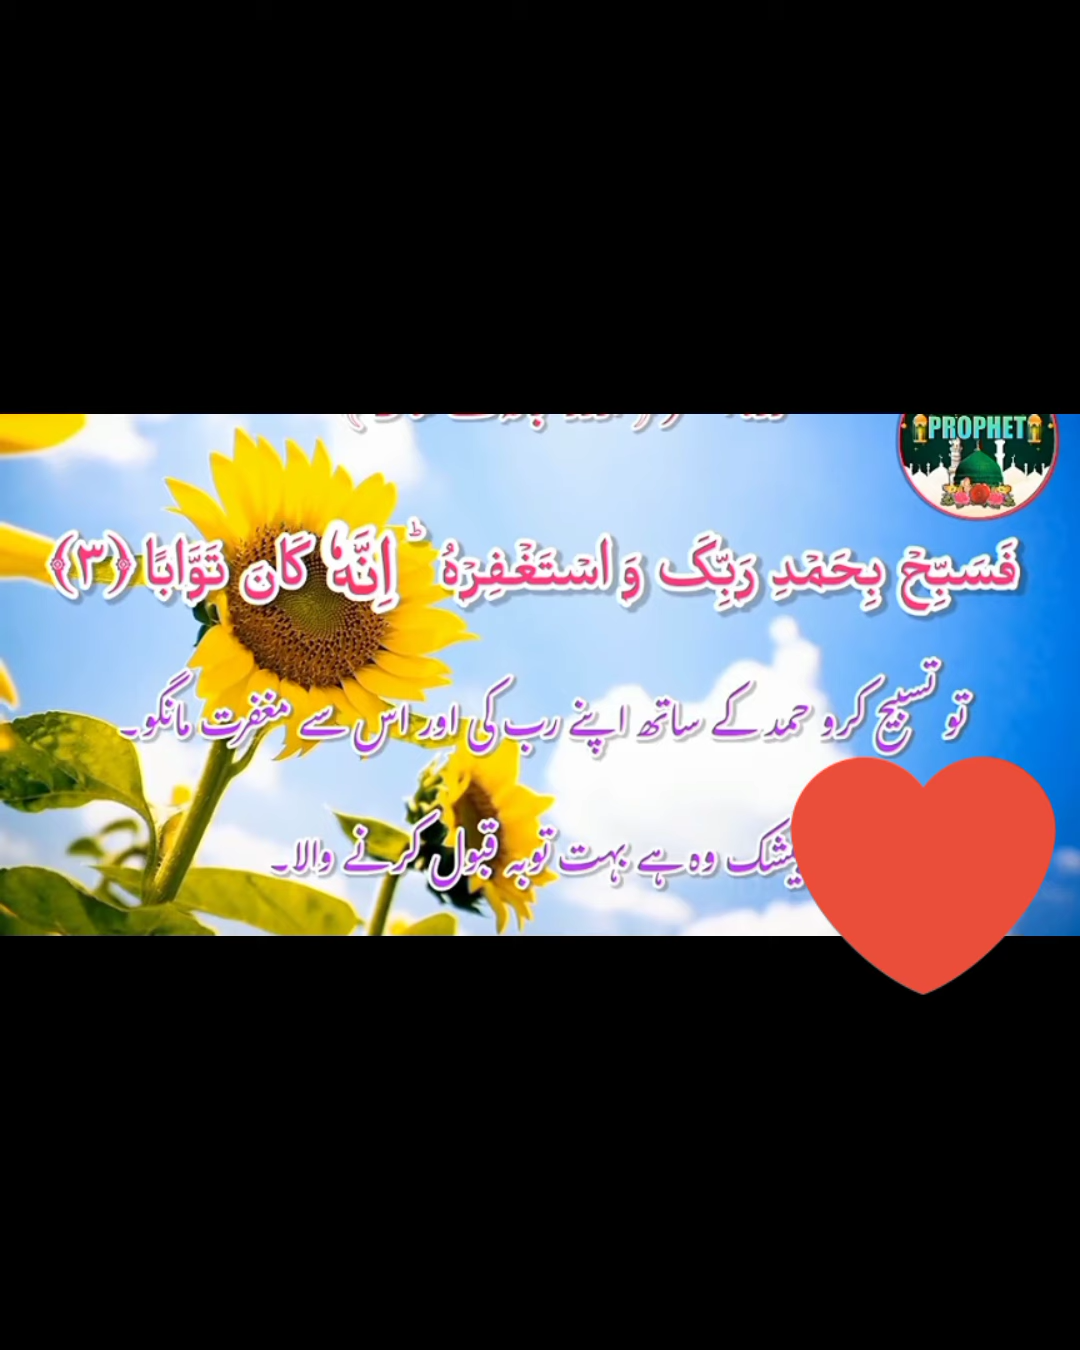 PROPHET
فَسَبِّحْ بِحَمْدِ رَبِّکَ وَ اسْتَغْفِرْهُ ؕ اِنَّهٗ کَانَ تَوَّابًا ﴿۳﴾
تو تسبیح کرو حمد کے ساتھ اپنے رب کی اور اس سے مغفرت مانگو۔
وہ ہے بہت توبہ قبول کرنے والا۔